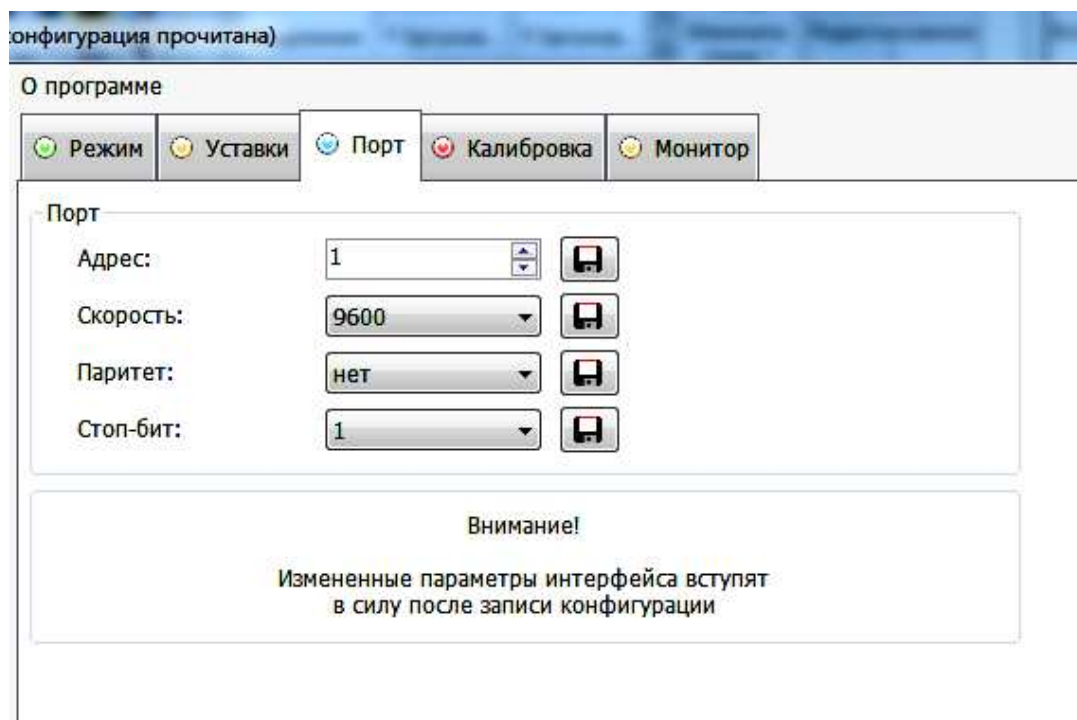 онфигурация прочитана)
О программе
Режим Уставки Порт Калибровка Монитор
Порт
Адрес: 1
Скорость: 9600
Паритет: нет
Стоп-бит: 1
Внимание!
Измененные параметры интерфейса вступят
в силу после записи конфигурации